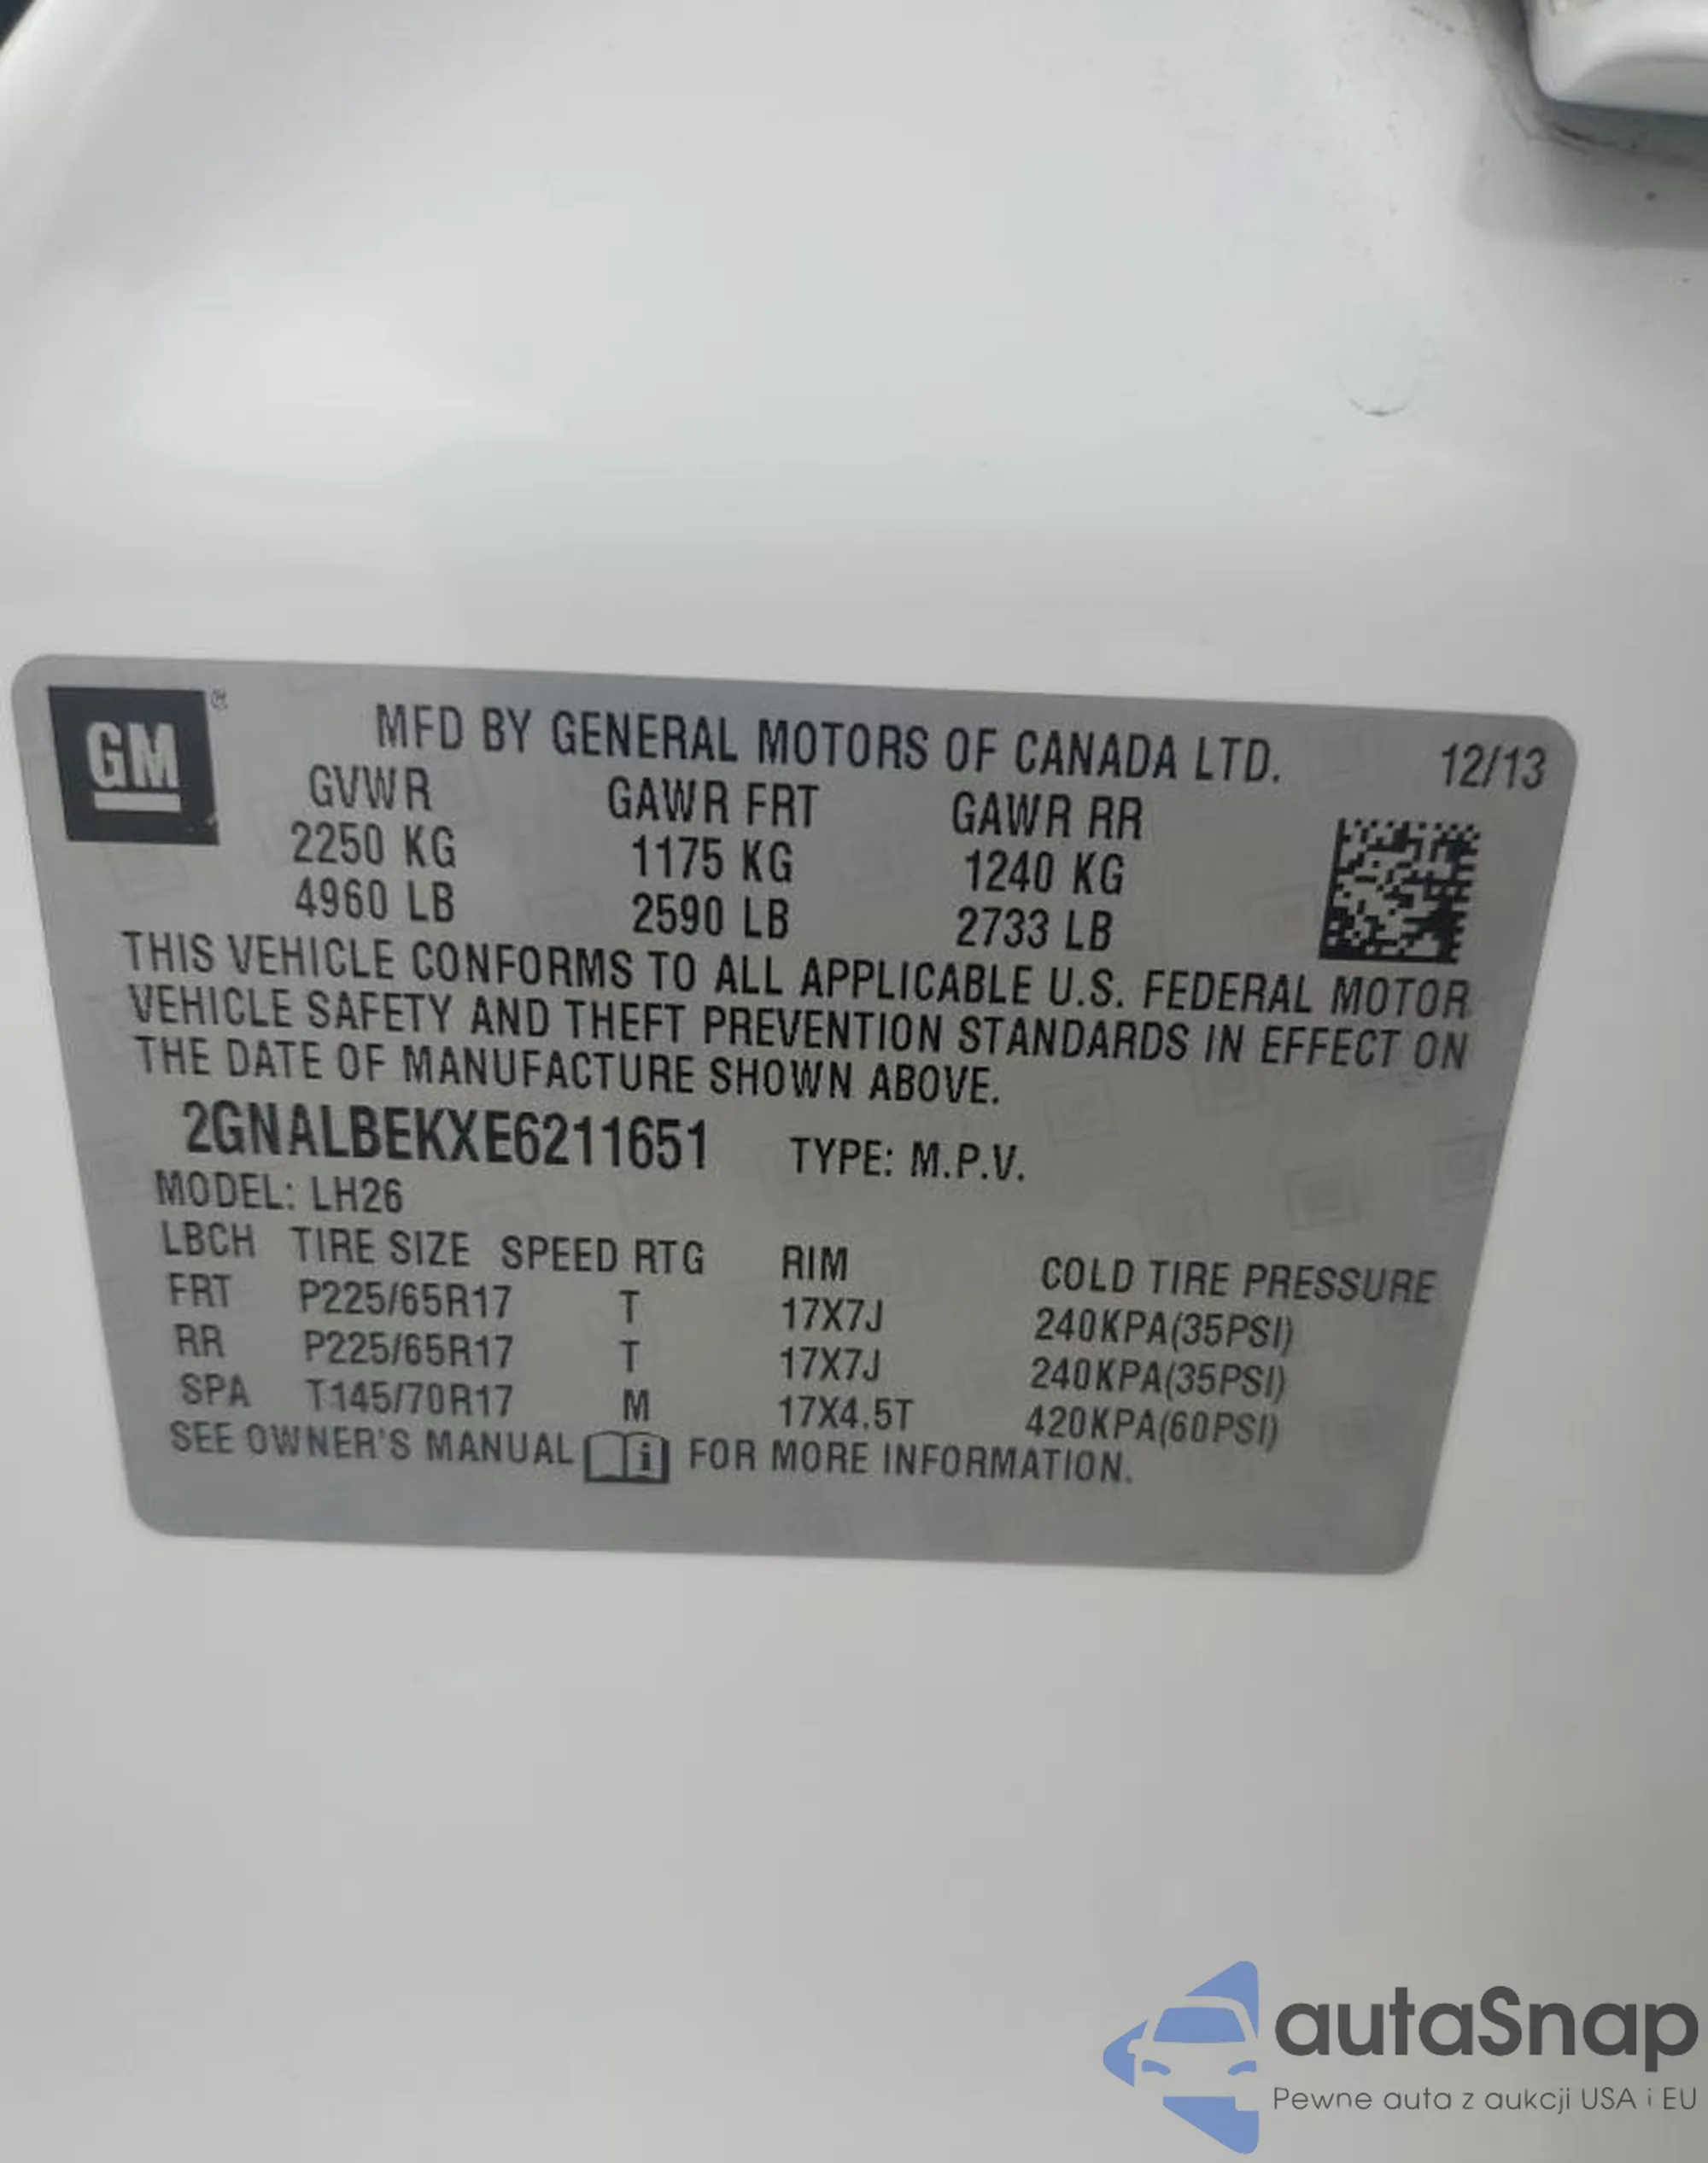 GM ®
MFD BY GENERAL MOTORS OF CANADA LTD. 12/13
GVWR GAWR FRT GAWR RR
2250 KG 1175 KG 1240 KG
4960 LB 2590 LB 2733 LB
THIS VEHICLE CONFORMS TO ALL APPLICABLE U.S. FEDERAL MOTOR
VEHICLE SAFETY AND THEFT PREVENTION STANDARDS IN EFFECT ON
THE DATE OF MANUFACTURE SHOWN ABOVE.
2GNALBEKXE6211651 TYPE: M.P.V.
MODEL: LH26
LBCH TIRE SIZE SPEED RTG RIM COLD TIRE PRESSURE
FRT P225/65R17 T 17X7J 240KPA(35PSI)
RR P225/65R17 T 17X7J 240KPA(35PSI)
SPA T145/70R17 M 17X4.5T 420KPA(60PSI)
SEE OWNER'S MANUAL i FOR MORE INFORMATION.
autaSnap
Pewne auta z aukcji USA i EU